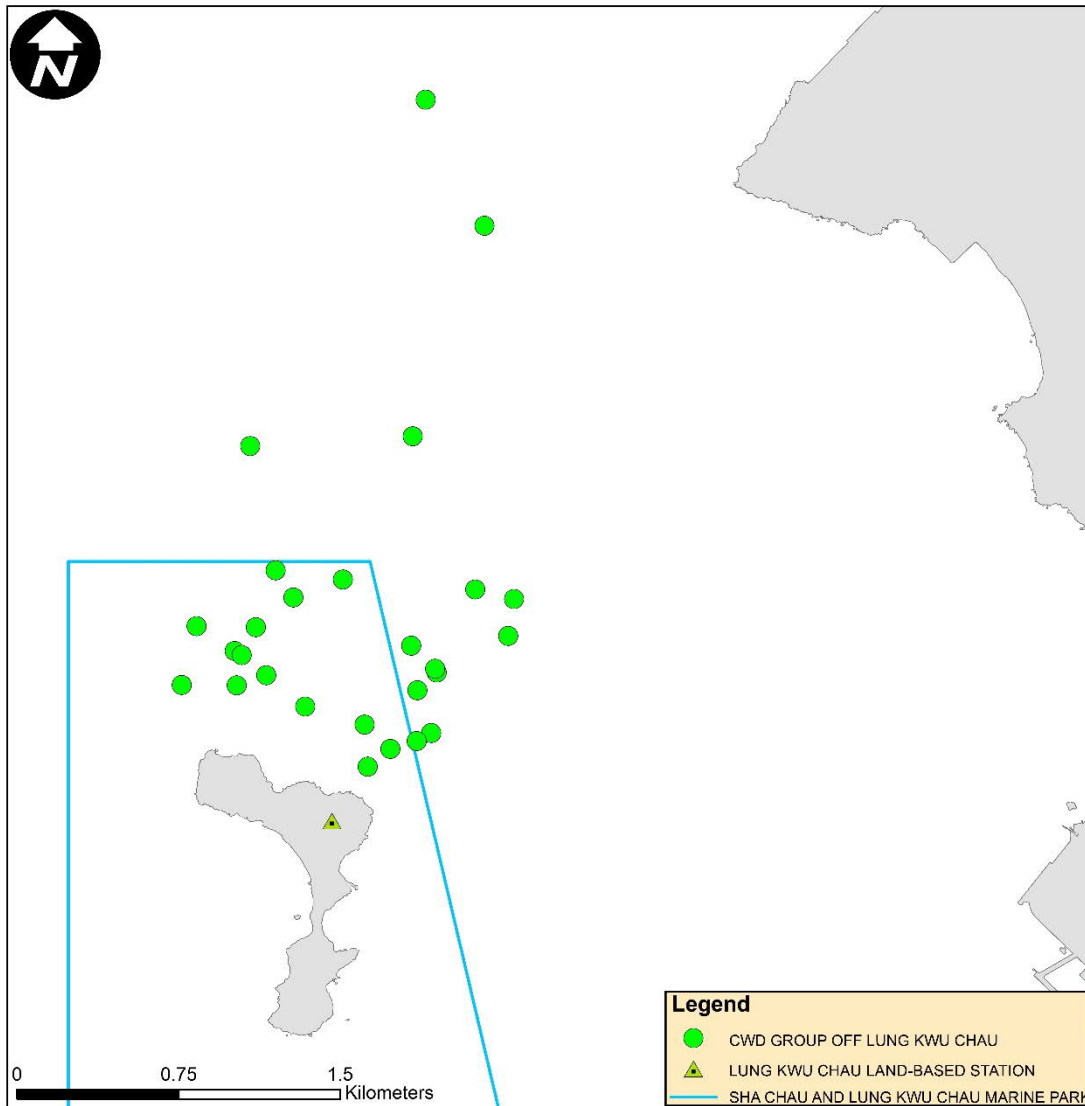 N
Legend
CWD GROUP OFF LUNG KWU CHAU
LUNG KWU CHAU LAND-BASED STATION
SHA CHAU AND LUNG KWU CHAU MARINE PARK
0 0.75 1.5
Kilometers